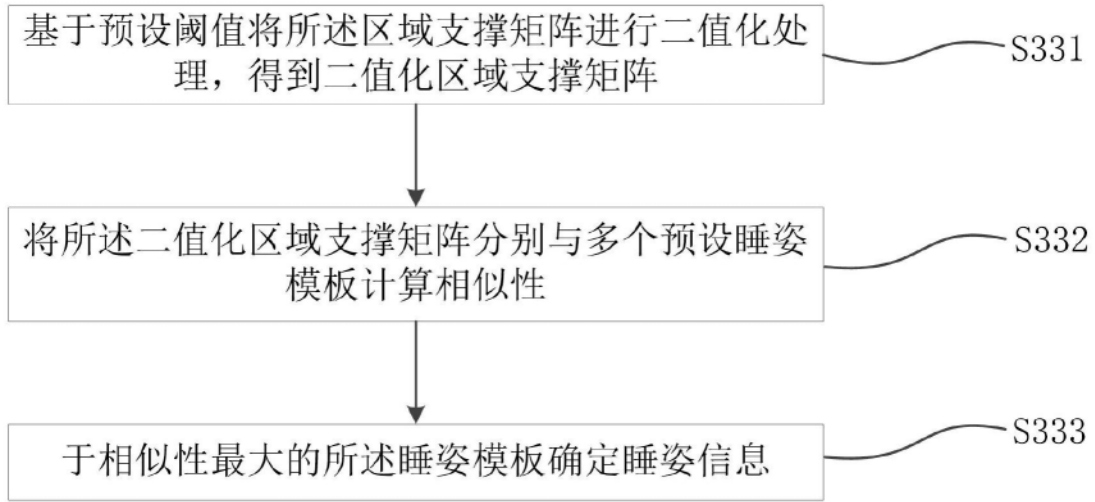 基于预设阈值将所述区域支撑矩阵进行二值化处
理，得到二值化区域支撑矩阵
S331
将所述二值化区域支撑矩阵分别与多个预设睡姿
模板计算相似性
S332
于相似性最大的所述睡姿模板确定睡姿信息
S333